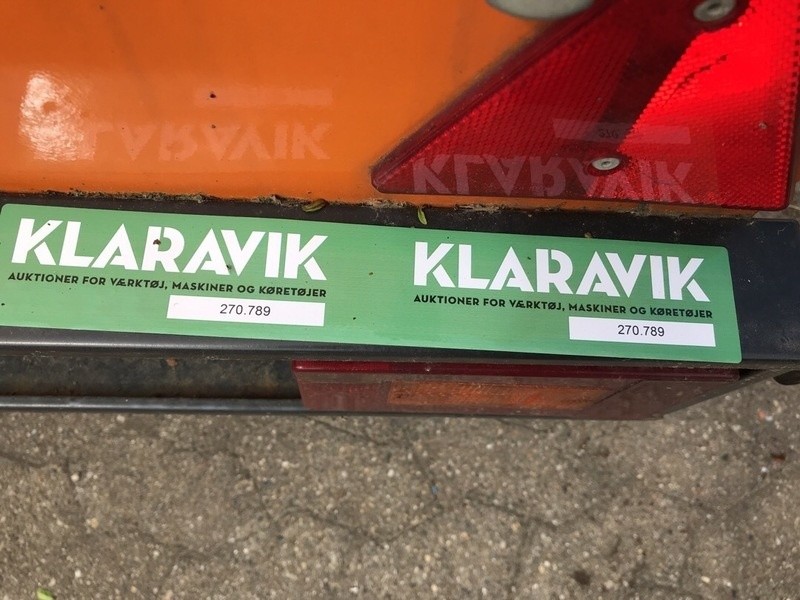 KLARAVIK
AUKTIONER FOR VÆRKTØJ, MASKINER OG KØRETØJER
270.789
KLARAVIK
AUKTIONER FOR VÆRKTØJ, MASKINER OG KØRETØJER
270.789